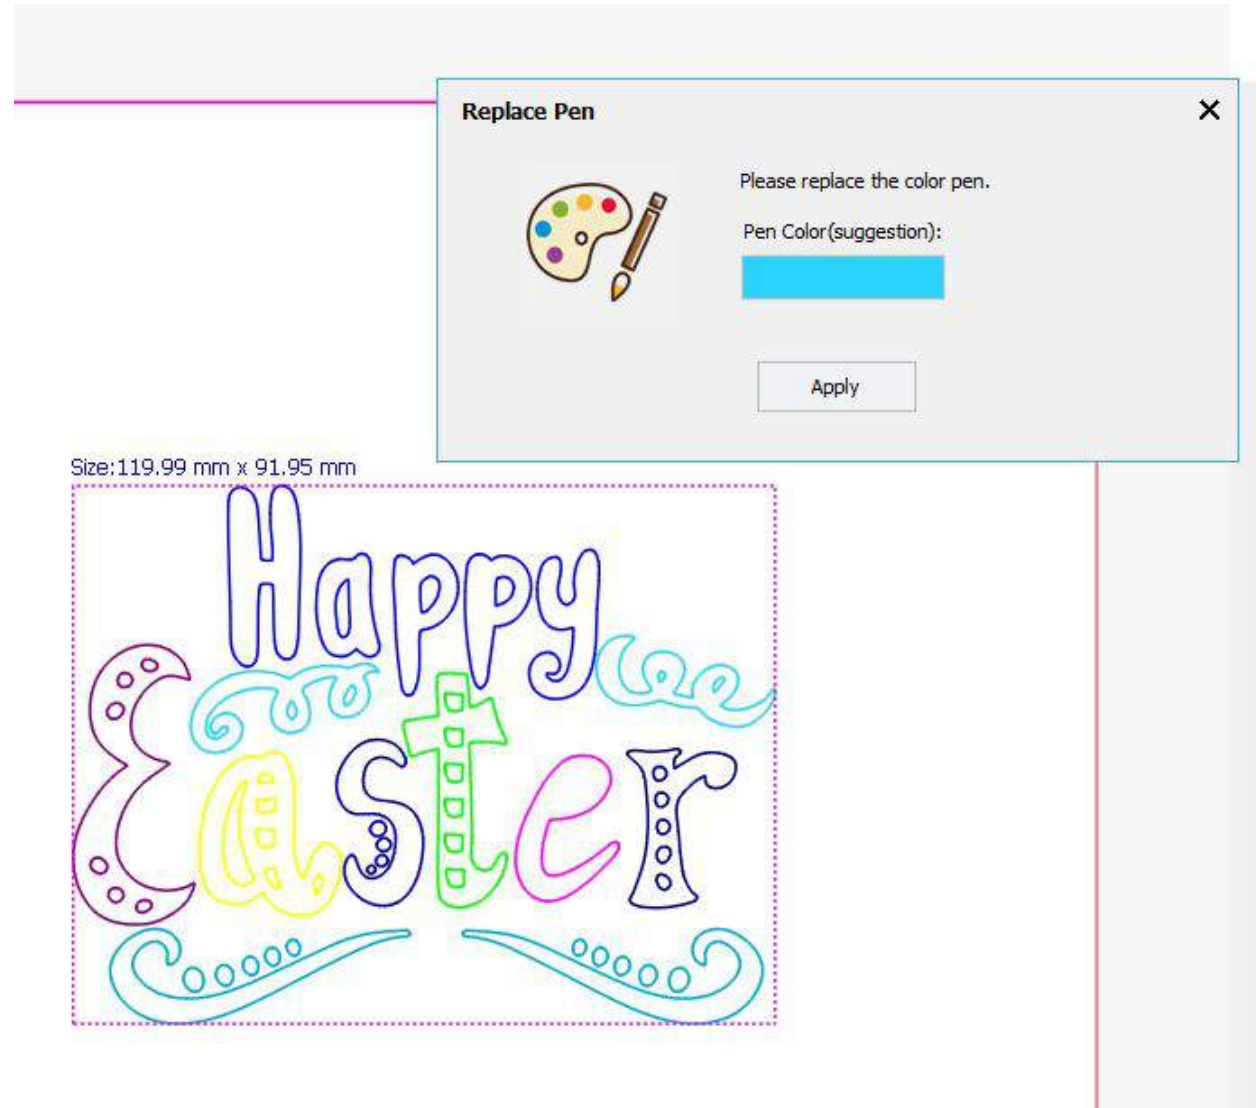 Replace Pen
Please replace the color pen.
Pen Color(suggestion):
Apply
Size:119.99 mm x 91.95 mm
Happy
Easter